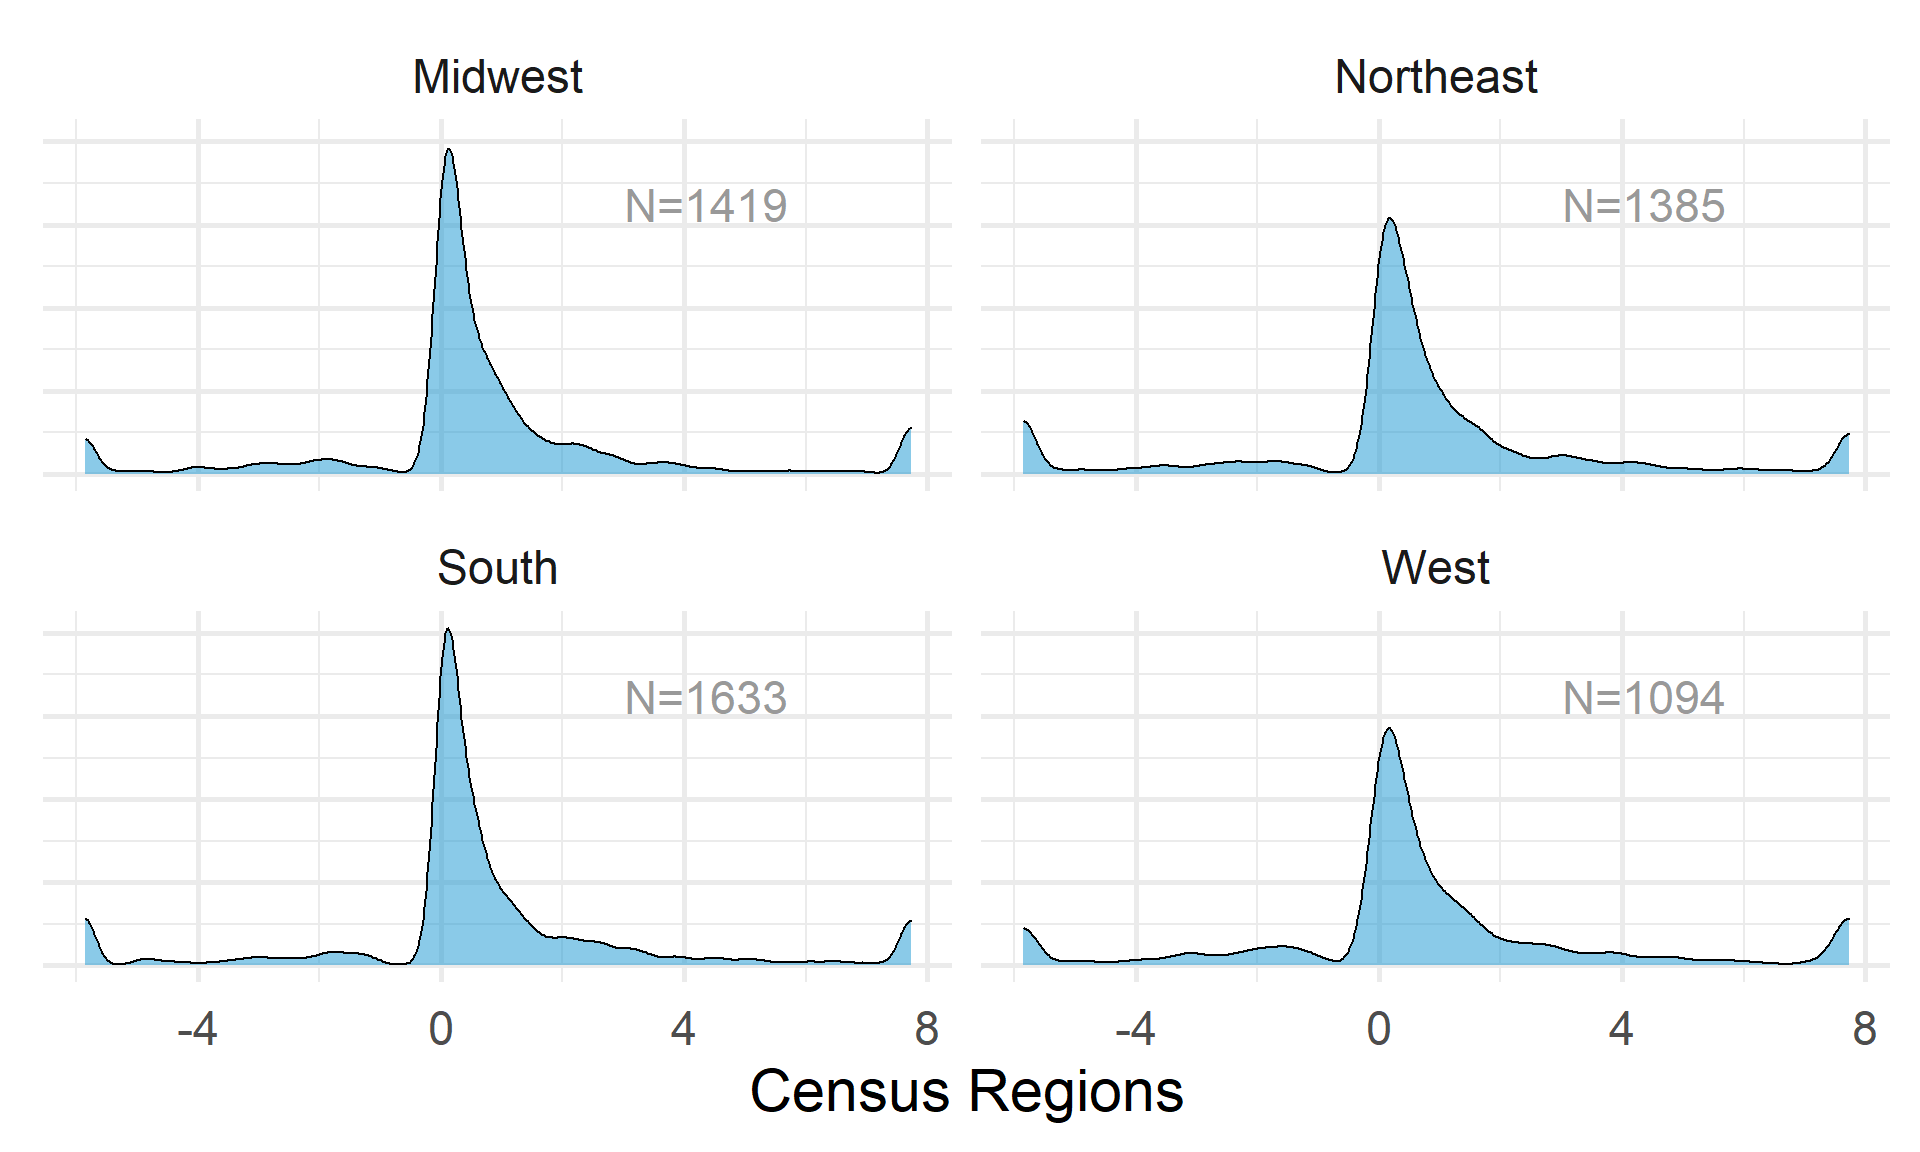 Midwest
Northeast
N=1419
N=1385
South
West
N=1633
N=1094
-4 0 4 8
-4 0 4 8
Census Regions